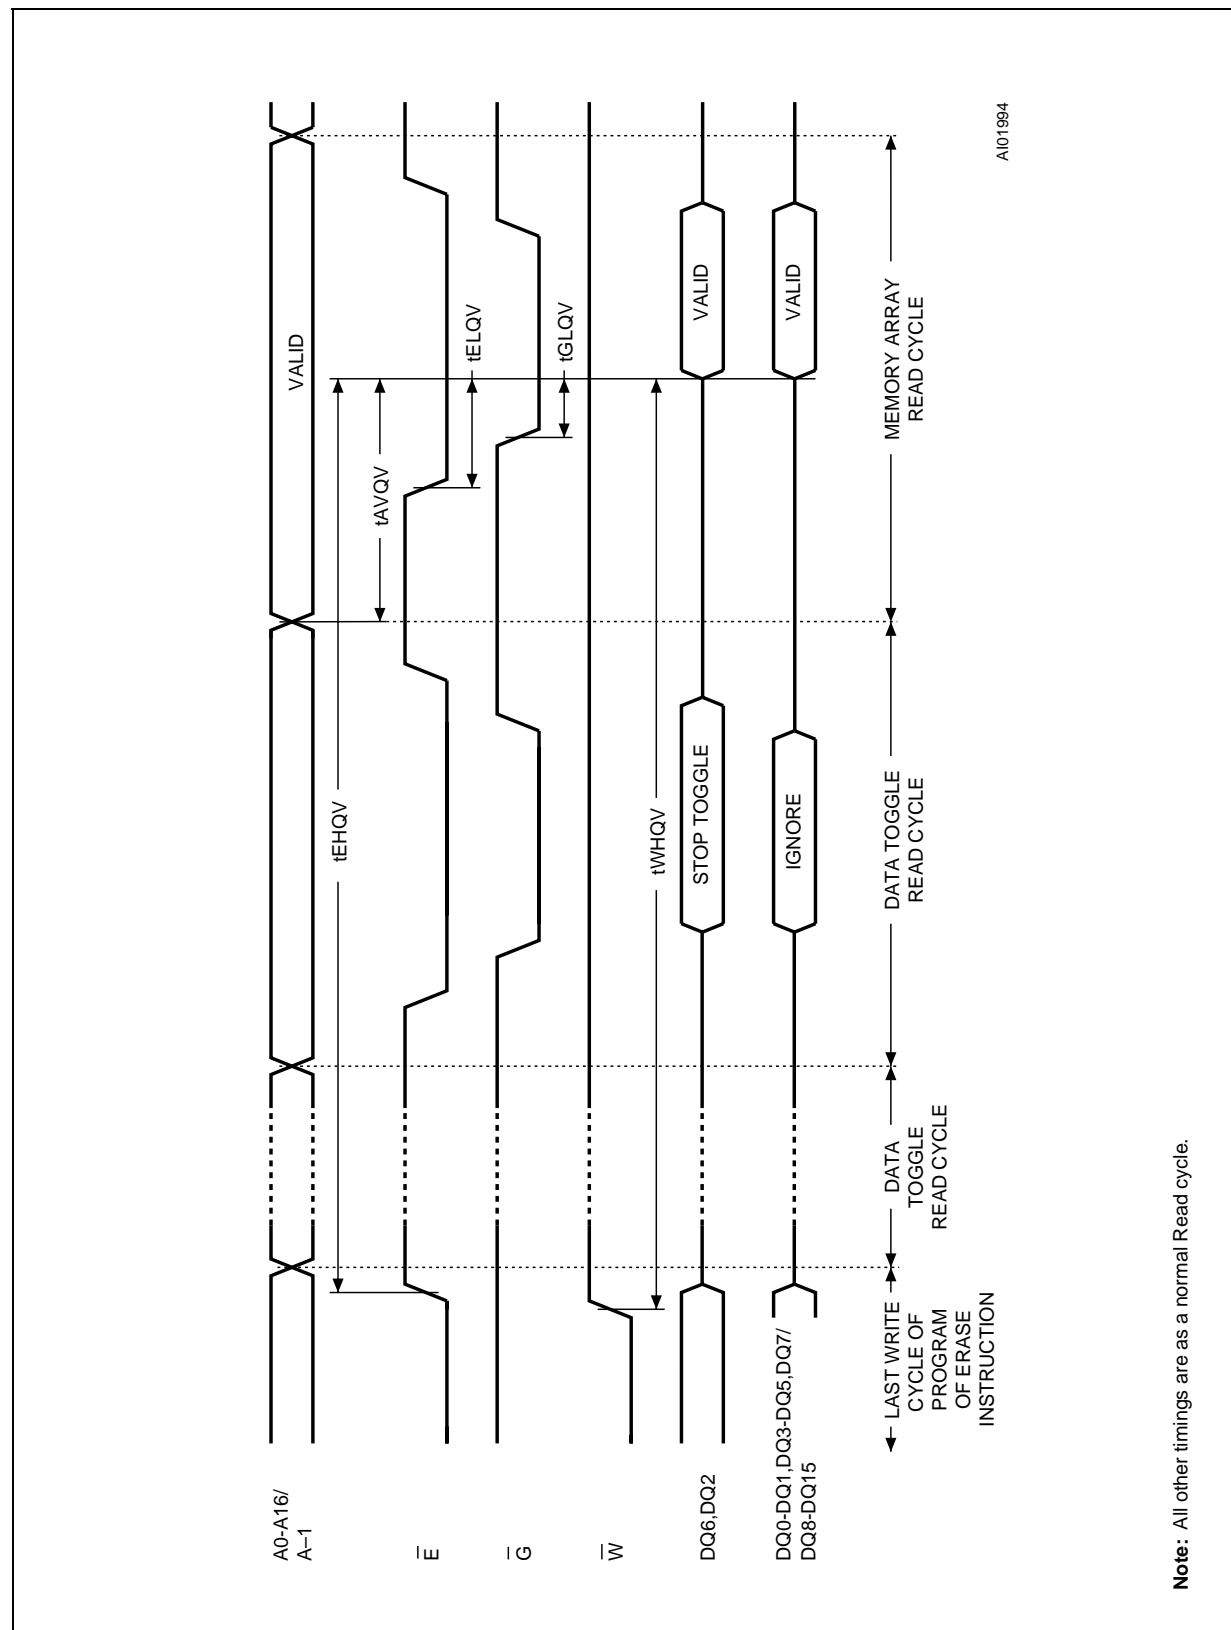 A0-A16/
A–1
VALID
tEHQV
tAVQV
E
tELQV
G
tGLQV
W
tWHQV
DQ6,DQ2
STOP TOGGLE
VALID
DQ0-DQ1,DQ3-DQ5,DQ7/
DQ8-DQ15
IGNORE
VALID
LAST WRITE
CYCLE OF
PROGRAM
OF ERASE
INSTRUCTION
DATA
TOGGLE
READ CYCLE
DATA TOGGLE
READ CYCLE
MEMORY ARRAY
READ CYCLE
AI01994
Note: All other timings are as a normal Read cycle.